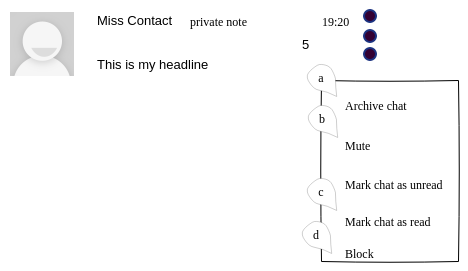 Miss Contact private note 19:20
5
This is my headline
a
Archive chat
b
Mute
c
Mark chat as unread
Mark chat as read
d
Block